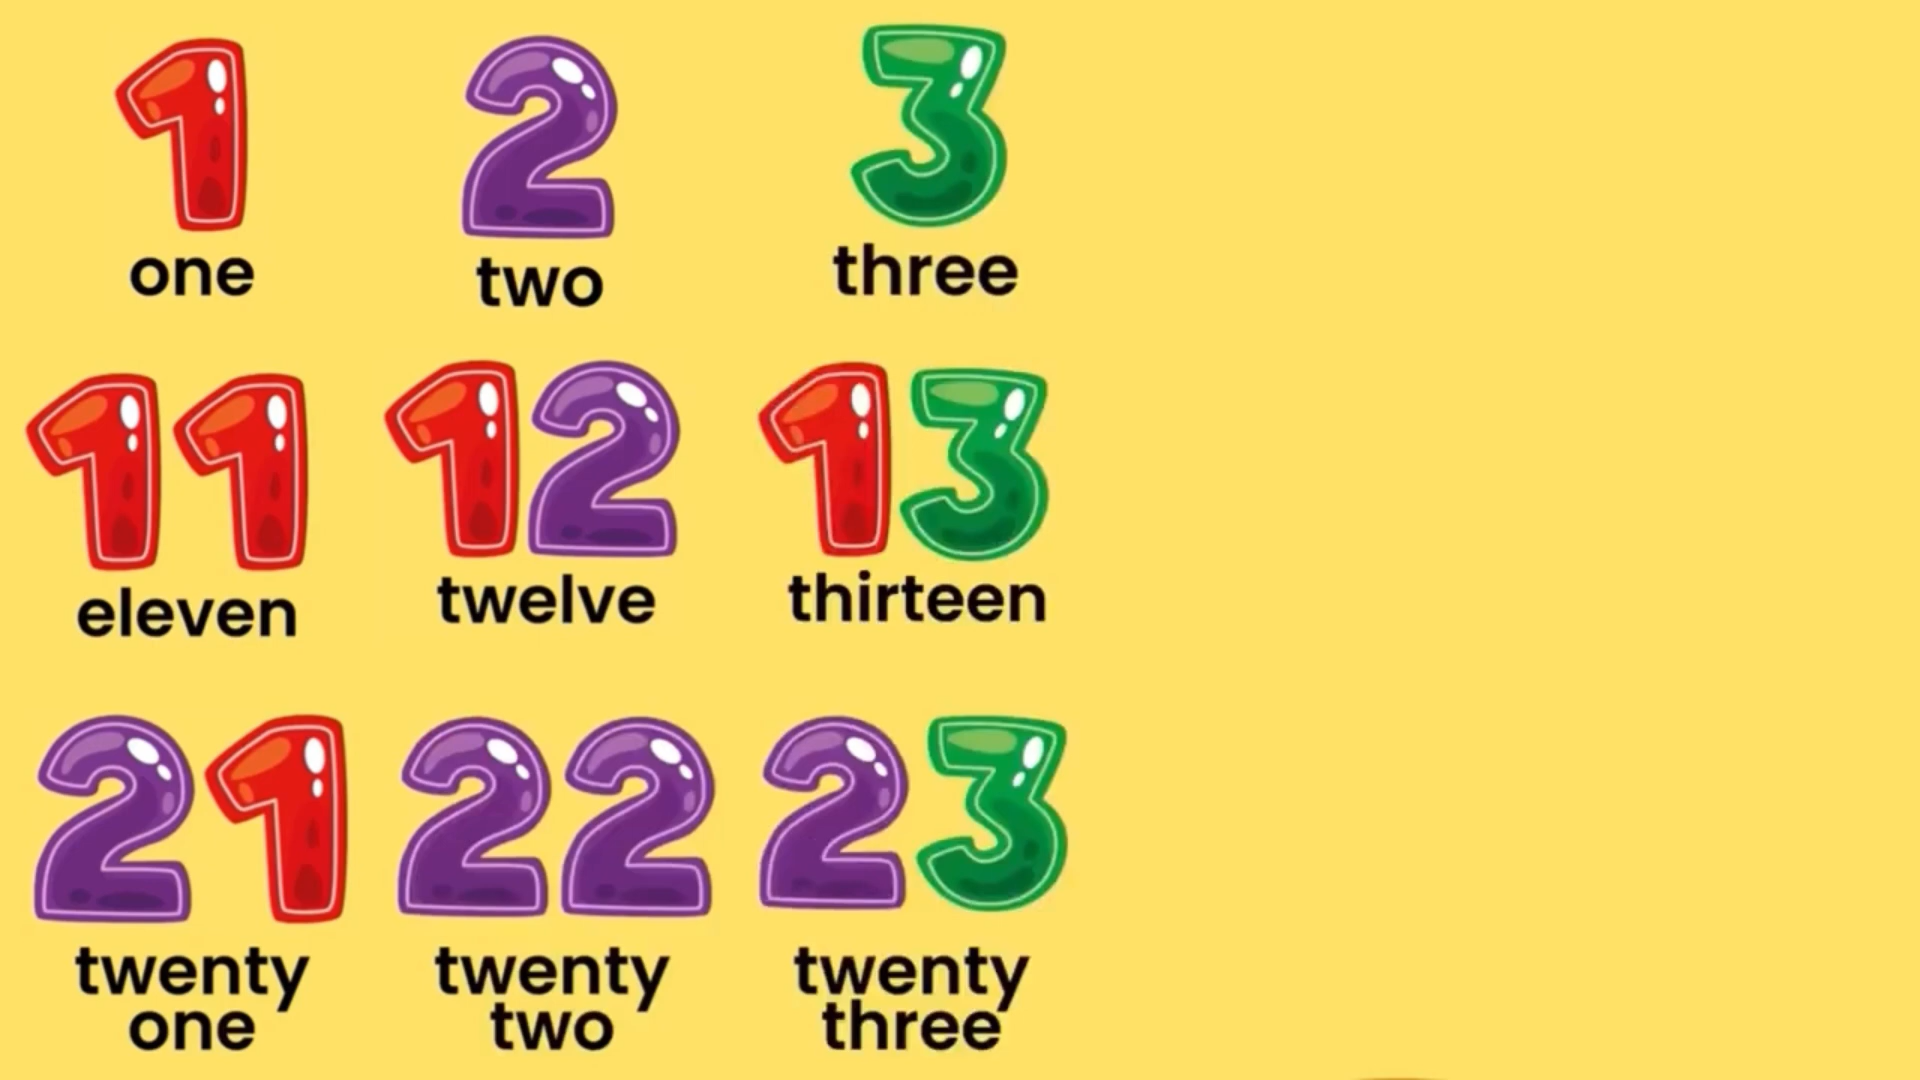 1 2 3
one two three
11 12 13
eleven twelve thirteen
21 22 23
twenty twenty twenty
one two three